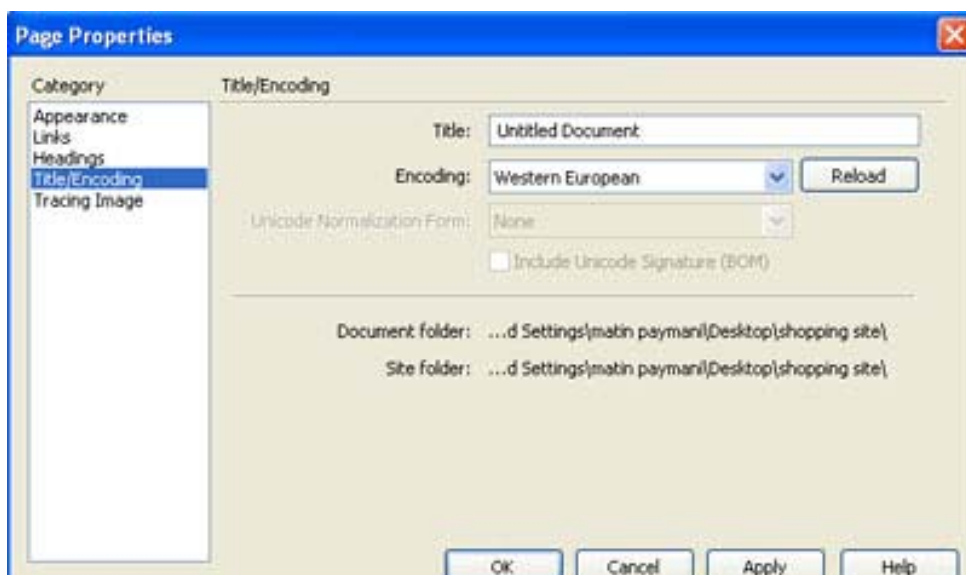 Page Properties
Category
Title/Encoding
Appearance
Links
Headings
Title/Encoding
Tracing Image
Title: Untitled Document
Encoding: Western European Reload
Unicode Normalization Form: None
Include Unicode Signature (BOM)
Document folder: ...d Settings\matin paymani\Desktop\shopping site\
Site folder: ...d Settings\matin paymani\Desktop\shopping site\
OK Cancel Apply Help